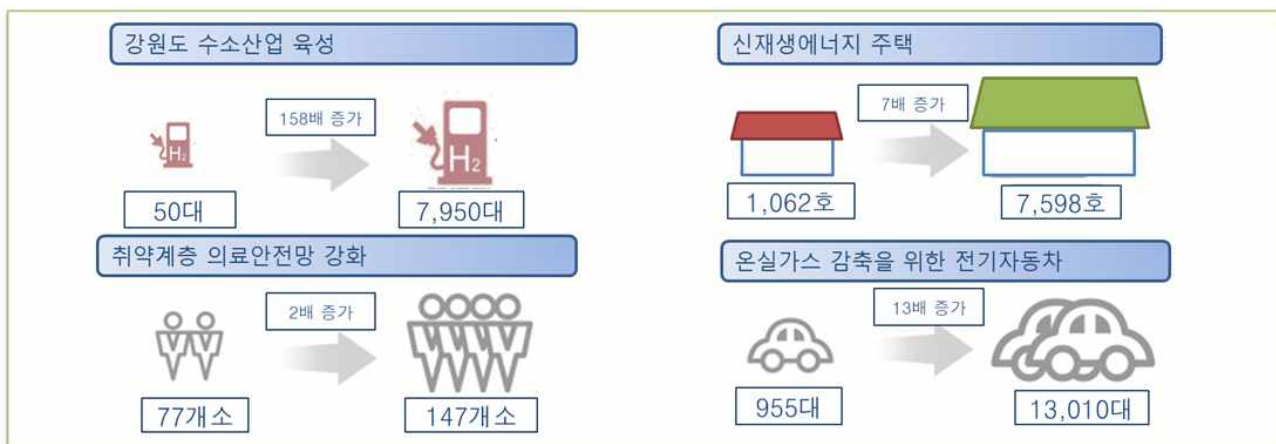 강원도 수소산업 육성
158배 증가
H2
H2
50대
7,950대
신재생에너지 주택
7배 증가
1,062호
7,598호
취약계층 의료안전망 강화
2배 증가
77개소
147개소
온실가스 감축을 위한 전기자동차
13배 증가
955대
13,010대